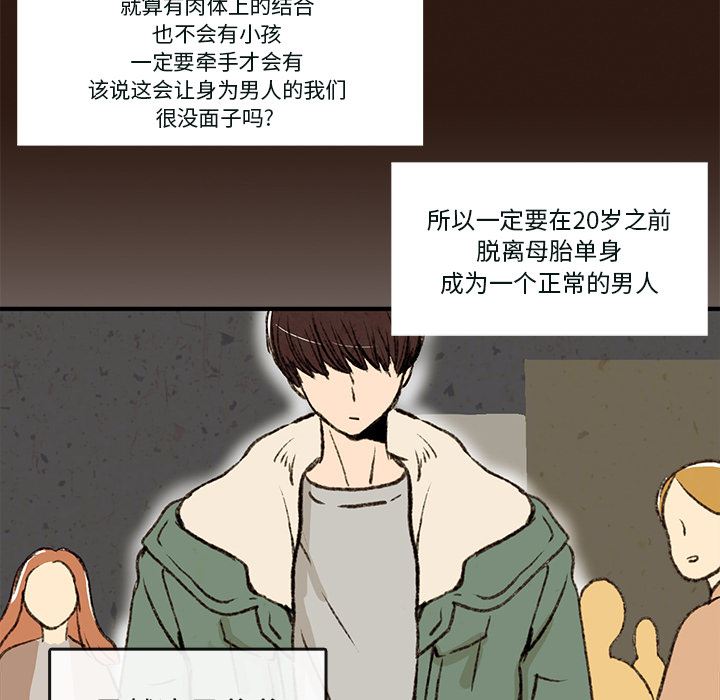 就算有肉体上的结合
也不会有小孩
一定要牵手才会有
该说这会让身为男人的我们
很没面子吗?
所以一定要在20岁之前
脱离母胎单身
成为一个正常的男人